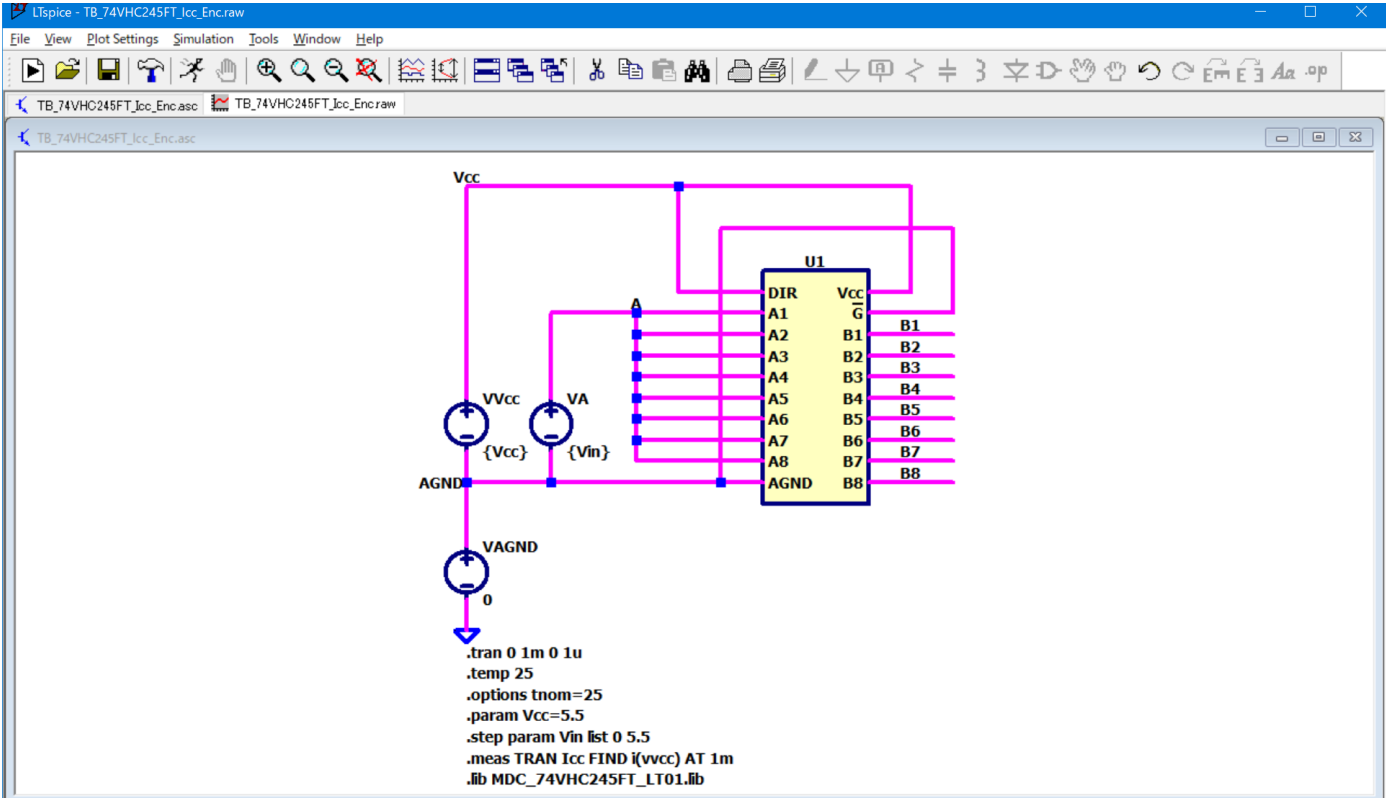 LTspice - TB_74VHC245FT_Icc_Enc.raw
File View Plot Settings Simulation Tools Window Help
Aa .op
TB_74VHC245FT_Icc_Enc.asc TB_74VHC245FT_Icc_Enc.raw
TB_74VHC245FT_Icc_Enc.asc
Vcc
U1
DIR Vcc
A
A1 G
A2 B1 B1
A3 B2 B2
A4 B3 B3
A5 B4 B4
A6 B5 B5
A7 B6 B6
A8 B7 B7
AGND B8 B8
VVcc VA
{Vcc} {Vin}
AGND
VAGND
0
.tran 0 1m 0 1u
.temp 25
.options tnom=25
.param Vcc=5.5
.step param Vin list 0 5.5
.meas TRAN Icc FIND i(vvcc) AT 1m
.lib MDC_74VHC245FT_LT01.lib